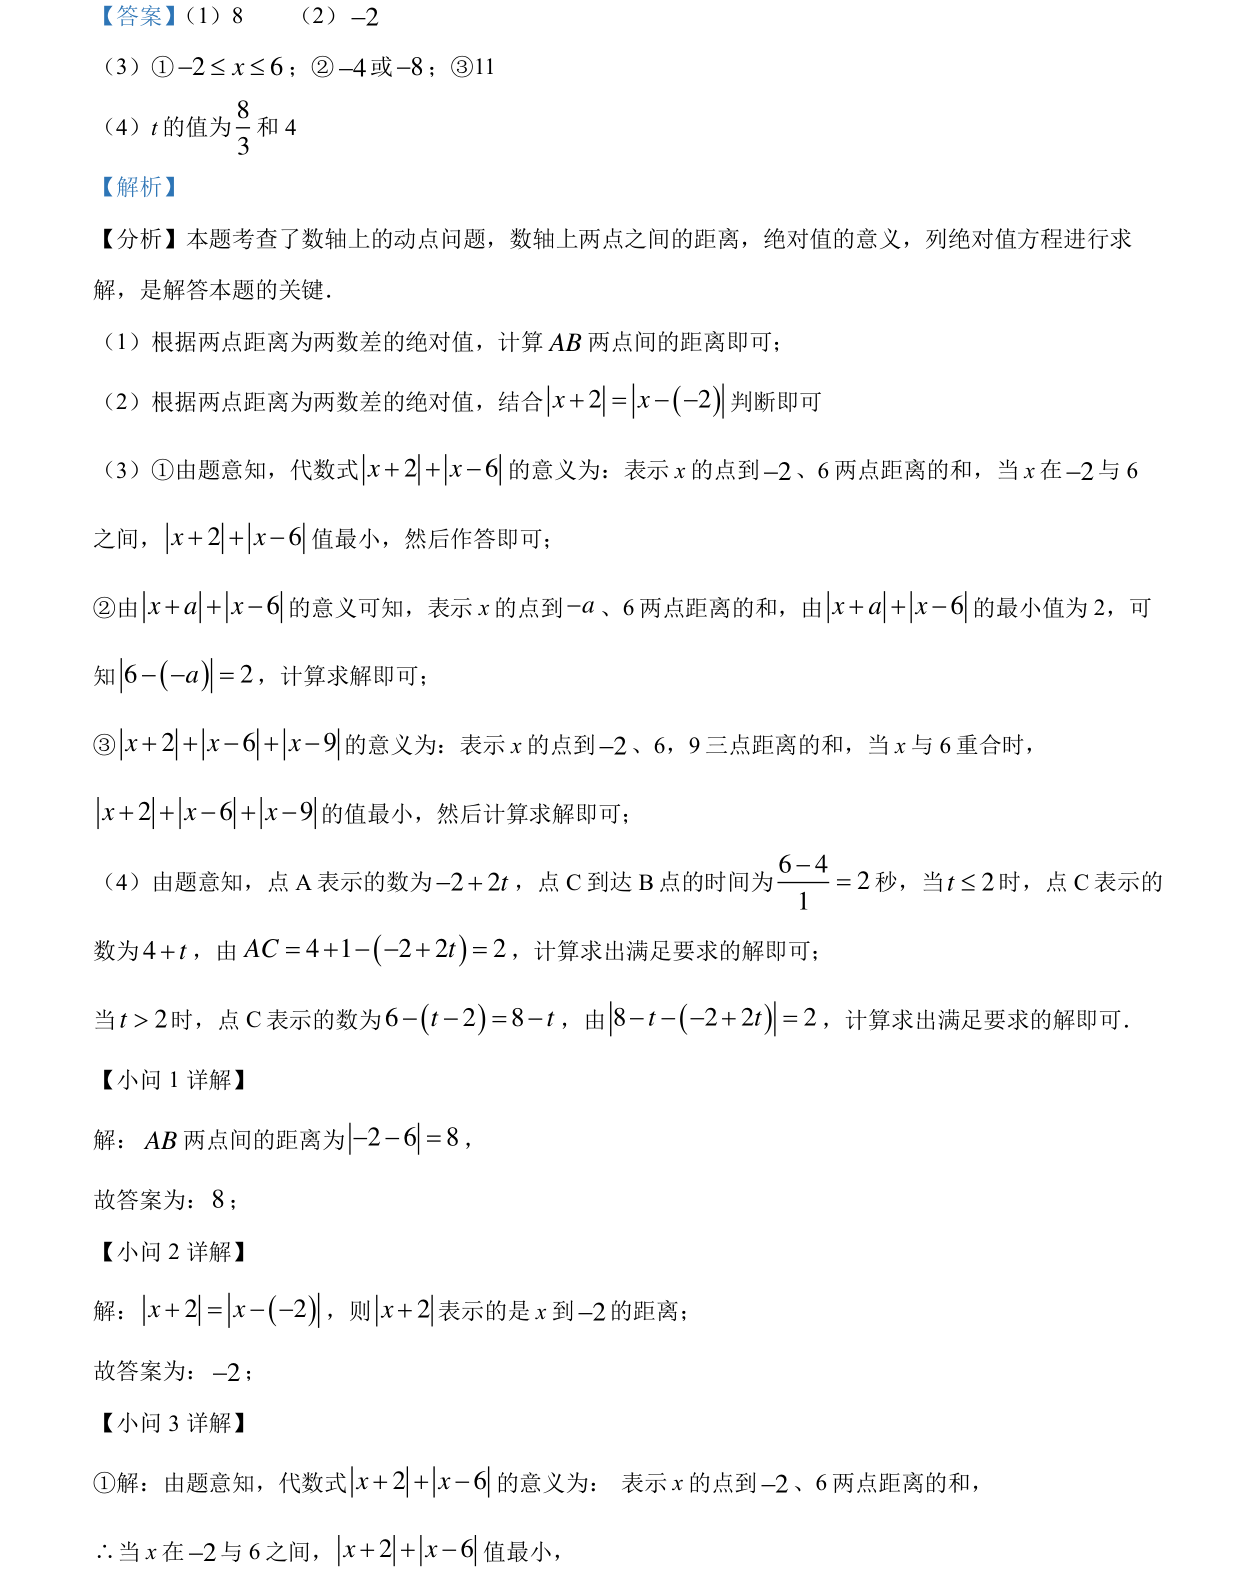 【答案】（1）8 （2）−2
（3）①−2≤x≤6；②−4或−8；③11
（4）t的值为8/3和4
【解析】
【分析】本题考查了数轴上的动点问题，数轴上两点之间的距离，绝对值的意义，列绝对值方程进行求
解，是解答本题的关键．
（1）根据两点距离为两数差的绝对值，计算AB两点间的距离即可；
（2）根据两点距离为两数差的绝对值，结合|x+2|=|x−(−2)|判断即可
（3）①由题意知，代数式|x+2|+|x−6|的意义为：表示x的点到−2、6两点距离的和，当x在−2与6
之间，|x+2|+|x−6|值最小，然后作答即可；
②由|x+a|+|x−6|的意义可知，表示x的点到−a、6两点距离的和，由|x+a|+|x−6|的最小值为2，可
知|6−(−a)|=2，计算求解即可；
③|x+2|+|x−6|+|x−9|的意义为：表示x的点到−2、6，9三点距离的和，当x与6重合时，
|x+2|+|x−6|+|x−9|的值最小，然后计算求解即可；
（4）由题意知，点A表示的数为−2+2t，点C到达B点的时间为(6−4)/1=2秒，当t≤2时，点C表示的
数为4+t，由AC=4+1−(−2+2t)=2，计算求出满足要求的解即可；
当t>2时，点C表示的数为6−(t−2)=8−t，由|8−t−(−2+2t)|=2，计算求出满足要求的解即可．
【小问1详解】
解：AB两点间的距离为|−2−6|=8，
故答案为：8；
【小问2详解】
解：|x+2|=|x−(−2)|，则|x+2|表示的是x到−2的距离；
故答案为：−2；
【小问3详解】
①解：由题意知，代数式|x+2|+|x−6|的意义为： 表示x的点到−2、6两点距离的和，
∴当x在−2与6之间，|x+2|+|x−6|值最小，